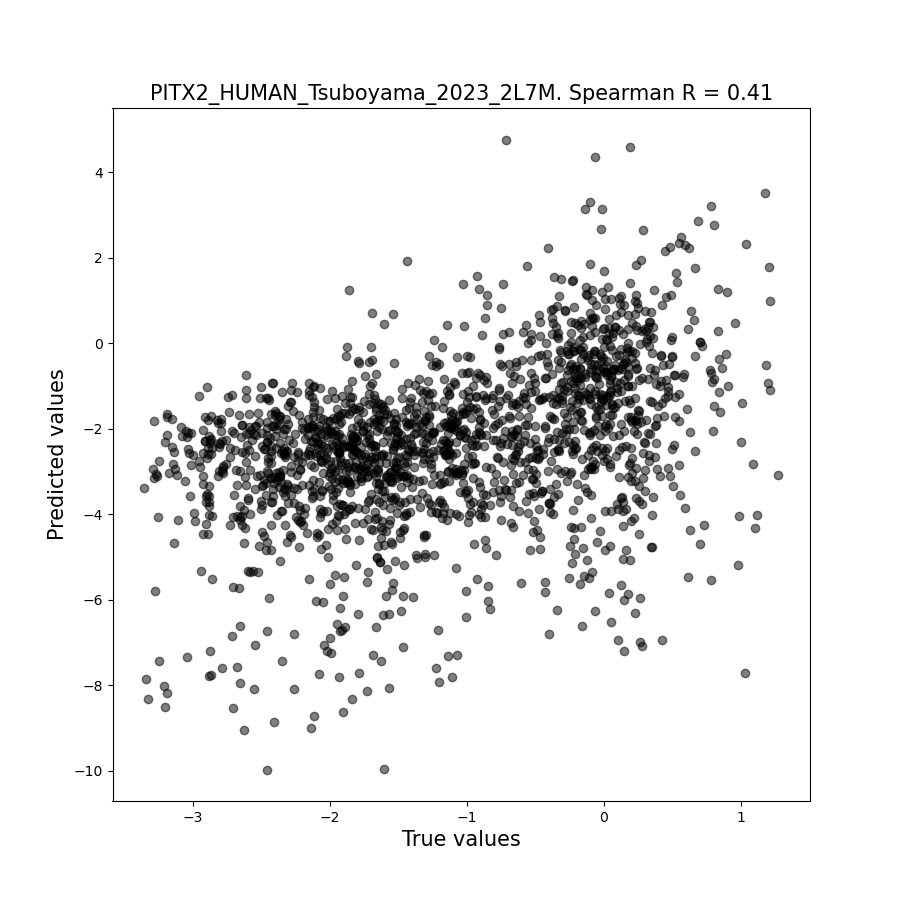 PITX2_HUMAN_Tsuboyama_2023_2L7M. Spearman R = 0.41
4
2
0
−2
−4
−6
−8
−10
Predicted values
−3 −2 −1 0 1
True values